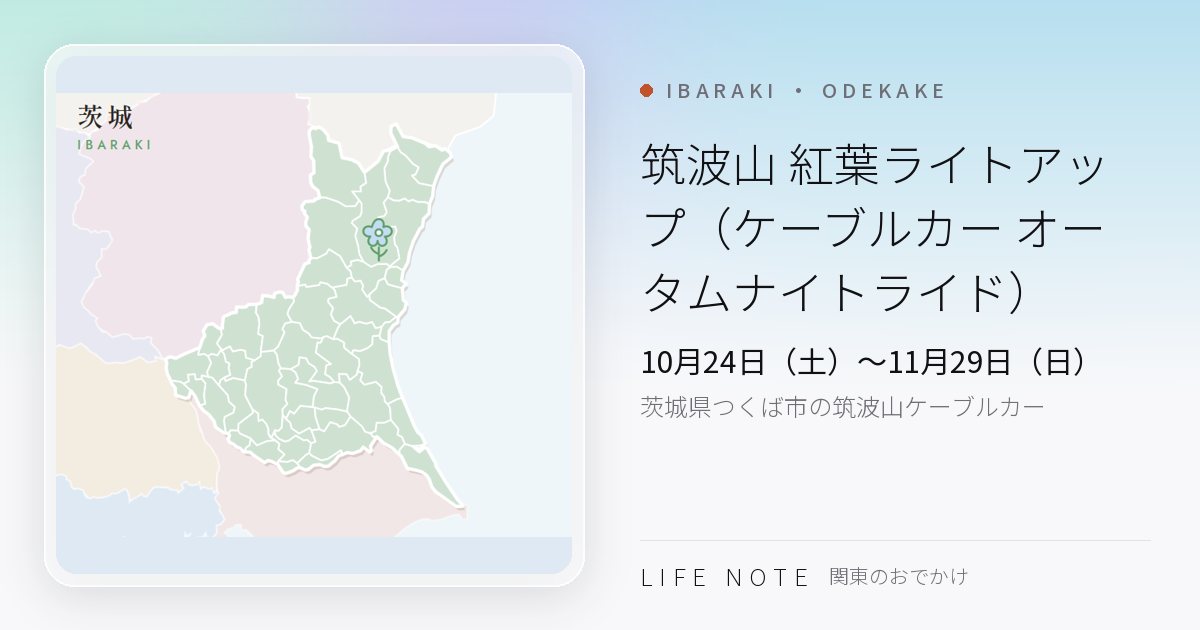 茨城
IBARAKI
IBARAKI • ODEKAKE
筑波山 紅葉ライトアッ
プ（ケーブルカー オー
タムナイトライド）
10月24日（土）〜11月29日（日）
茨城県つくば市の筑波山ケーブルカー
LIFE NOTE 関東のおでかけ